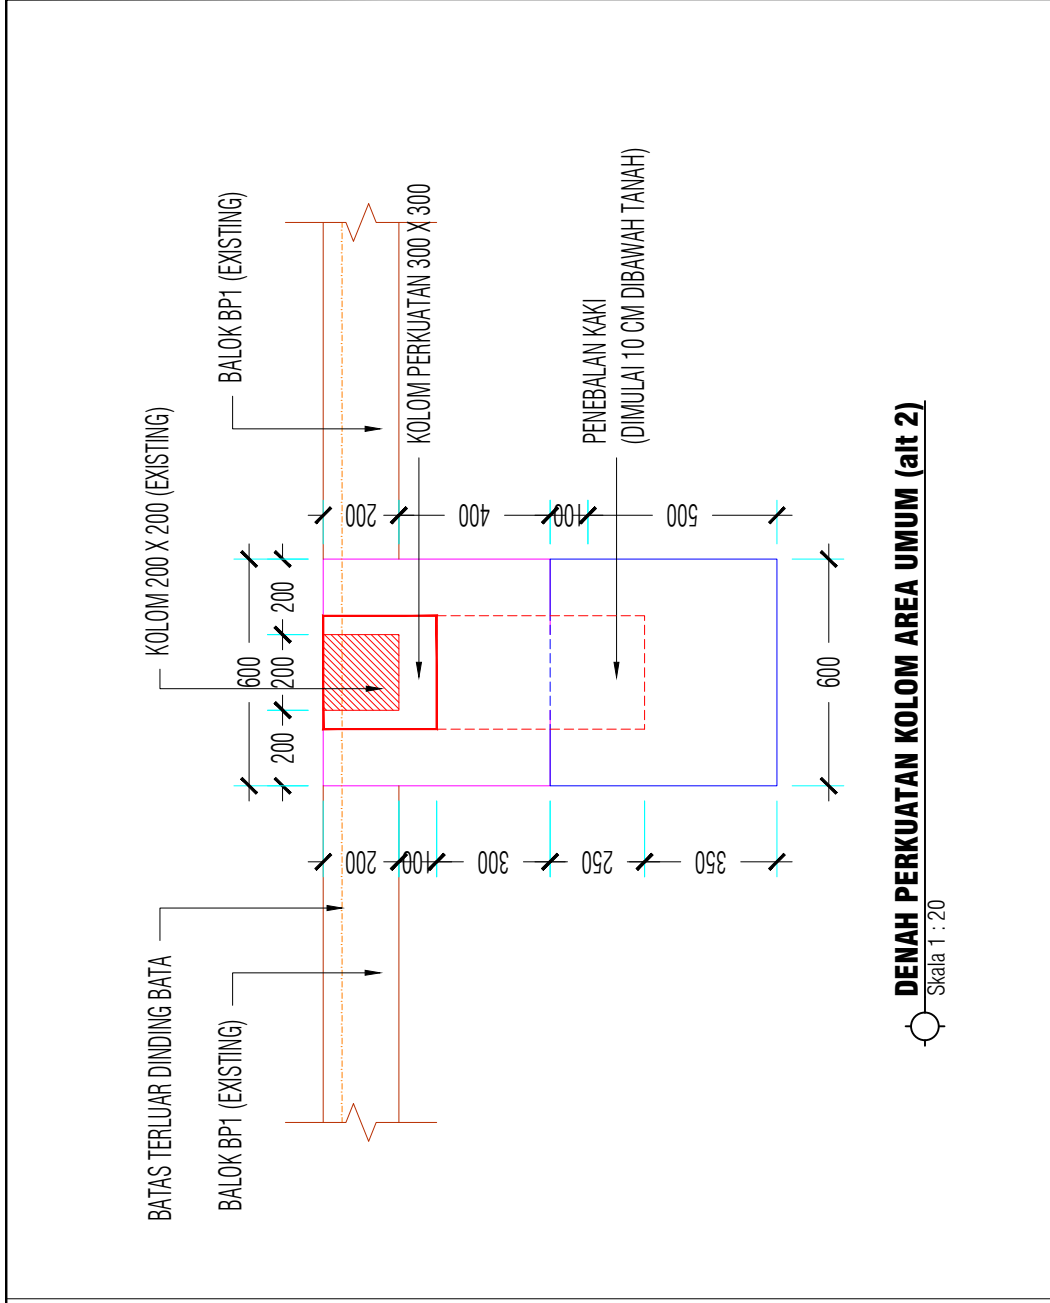 BATAS TERLUAR DINDING BATA
BALOK BP1 (EXISTING)
KOLOM 200 X 200 (EXISTING)
BALOK BP1 (EXISTING)
KOLOM PERKUATAN 300 X 300
PENEBALAN KAKI
(DIMULAI 10 CM DIBAWAH TANAH)
600
200
200
200
200
400
100
500
200
100
300
250
350
600
DENAH PERKUATAN KOLOM AREA UMUM (alt 2)
Skala 1 : 20